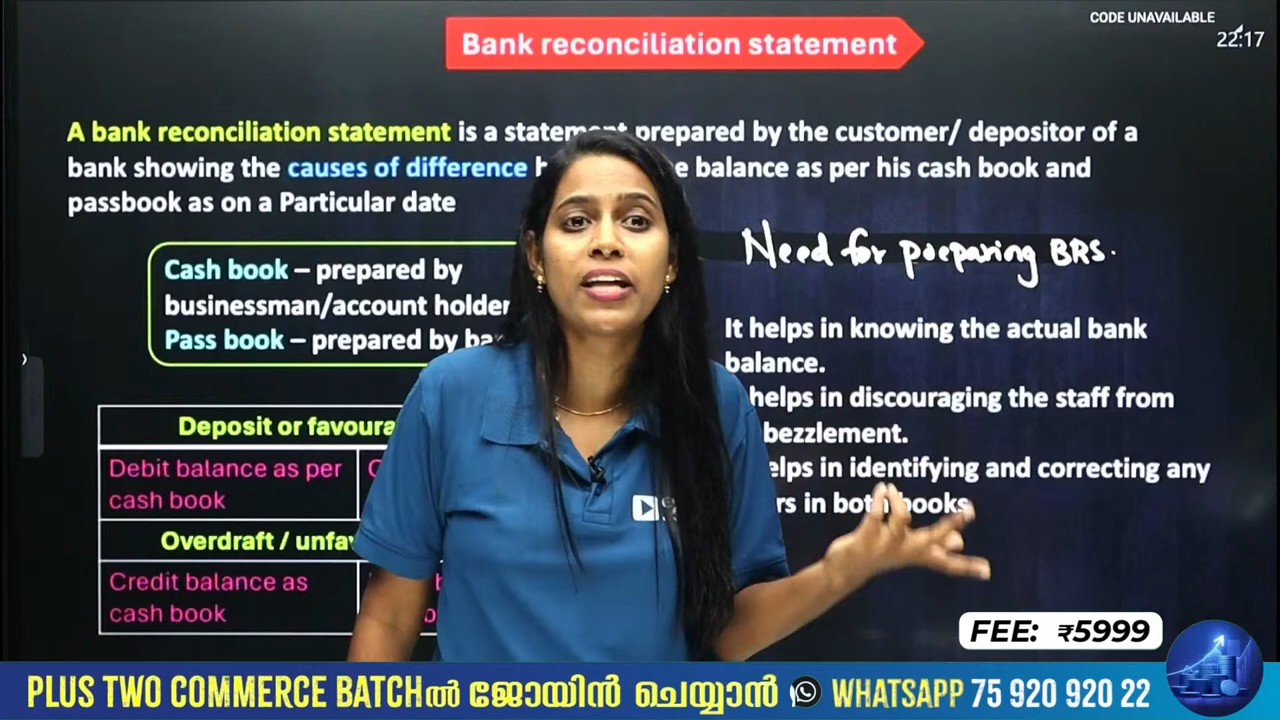 CODE UNAVAILABLE
22:17
Bank reconciliation statement
A bank reconciliation statement is a statement prepared by the customer/ depositor of a
bank showing the causes of difference balance as per his cash book and
passbook as on a Particular date
Cash book – prepared by
businessman/account holder
Pass book – prepared by
Need for preparing BRS.
It helps in knowing the actual bank
balance.
helps in discouraging the staff from
helps in identifying and correcting any
in both books
Deposit or
Debit balance as per
cash book
Overdraft /
Credit balance as
cash book
FEE: ₹5999
PLUS TWO COMMERCE BATCHൽ ജോയിൻ ചെയ്യാൻ WHATSAPP 75 920 920 22